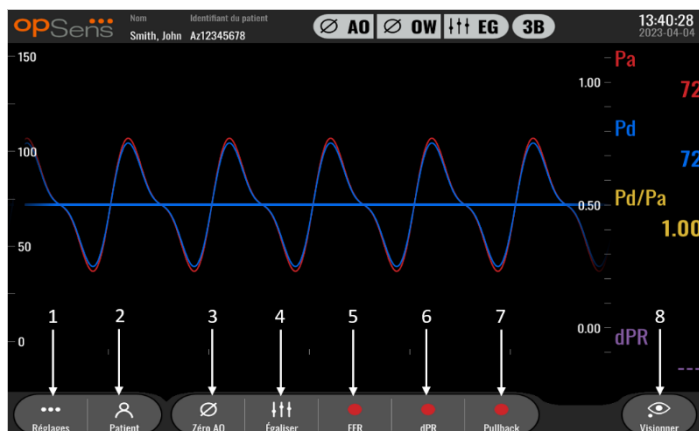 opSens
Nom
Identifiant du patient
Smith, John
Az12345678
AO
OW
EG
3B
13:40:28
2023-04-04
150
100
50
0
1.00
0.50
0.00
Pa
72
Pd
72
Pd/Pa
1.00
dPR
---
1
2
3
4
5
6
7
8
Réglages
Patient
Zéro AO
Égaliser
FFR
dPR
Pullback
Visionner